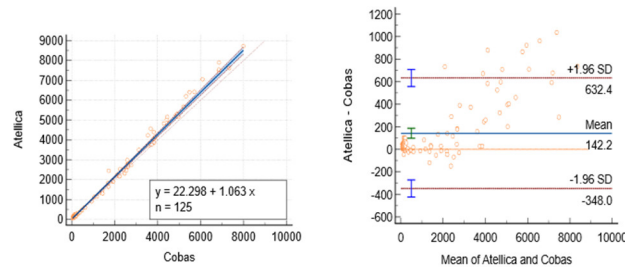 9000
8000
7000
6000
5000
4000
3000
2000
1000
0
Atellica
y = 22.298 + 1.063 x
n = 125
0 2000 4000 6000 8000 10000
Cobas
1200
1000
800
600
400
200
0
-200
-400
-600
Atellica - Cobas
+1.96 SD
632.4
Mean
142.2
-1.96 SD
-348.0
0 2000 4000 6000 8000 10000
Mean of Atellica and Cobas